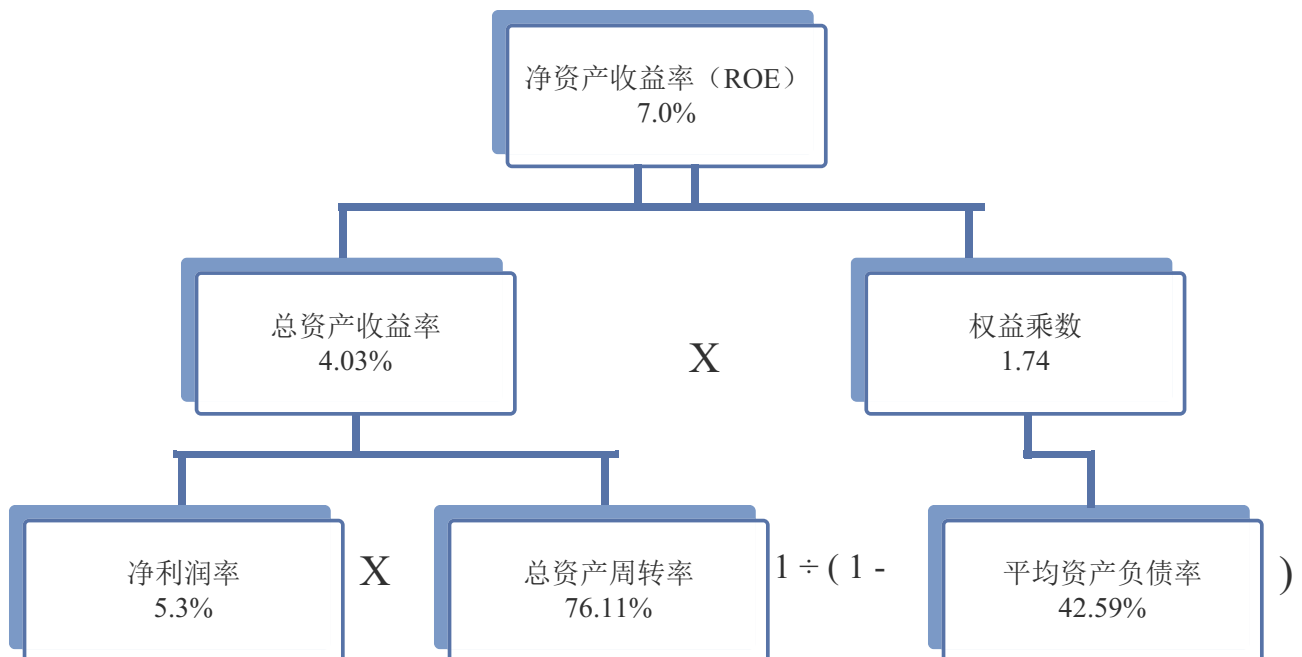 净资产收益率（ROE）
7.0%
总资产收益率
4.03%
X
权益乘数
1.74
净利润率
5.3%
X
总资产周转率
76.11%
1 ÷ ( 1 -
平均资产负债率
42.59%
)